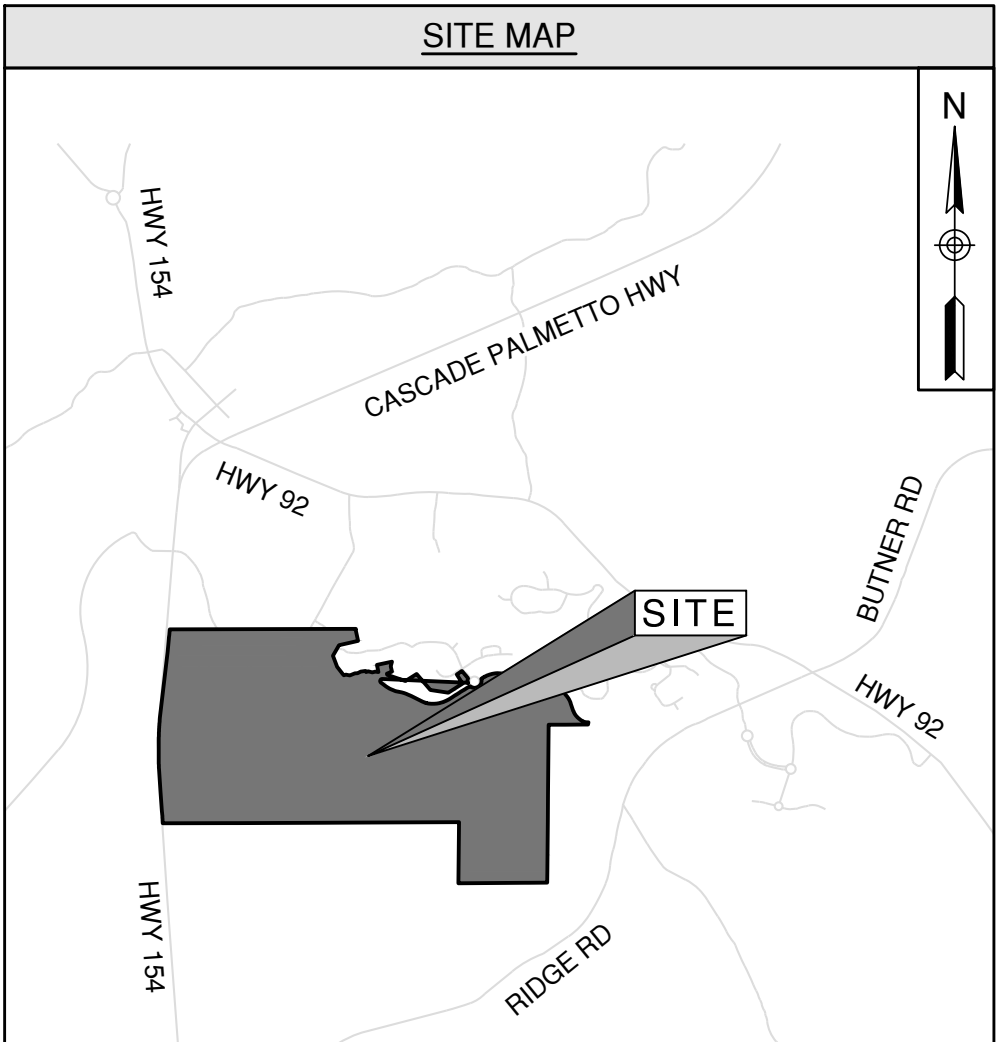 SITE MAP
N
HWY 154
CASCADE PALMETTO HWY
HWY 92
BUTNER RD
SITE
HWY 92
HWY 154
RIDGE RD